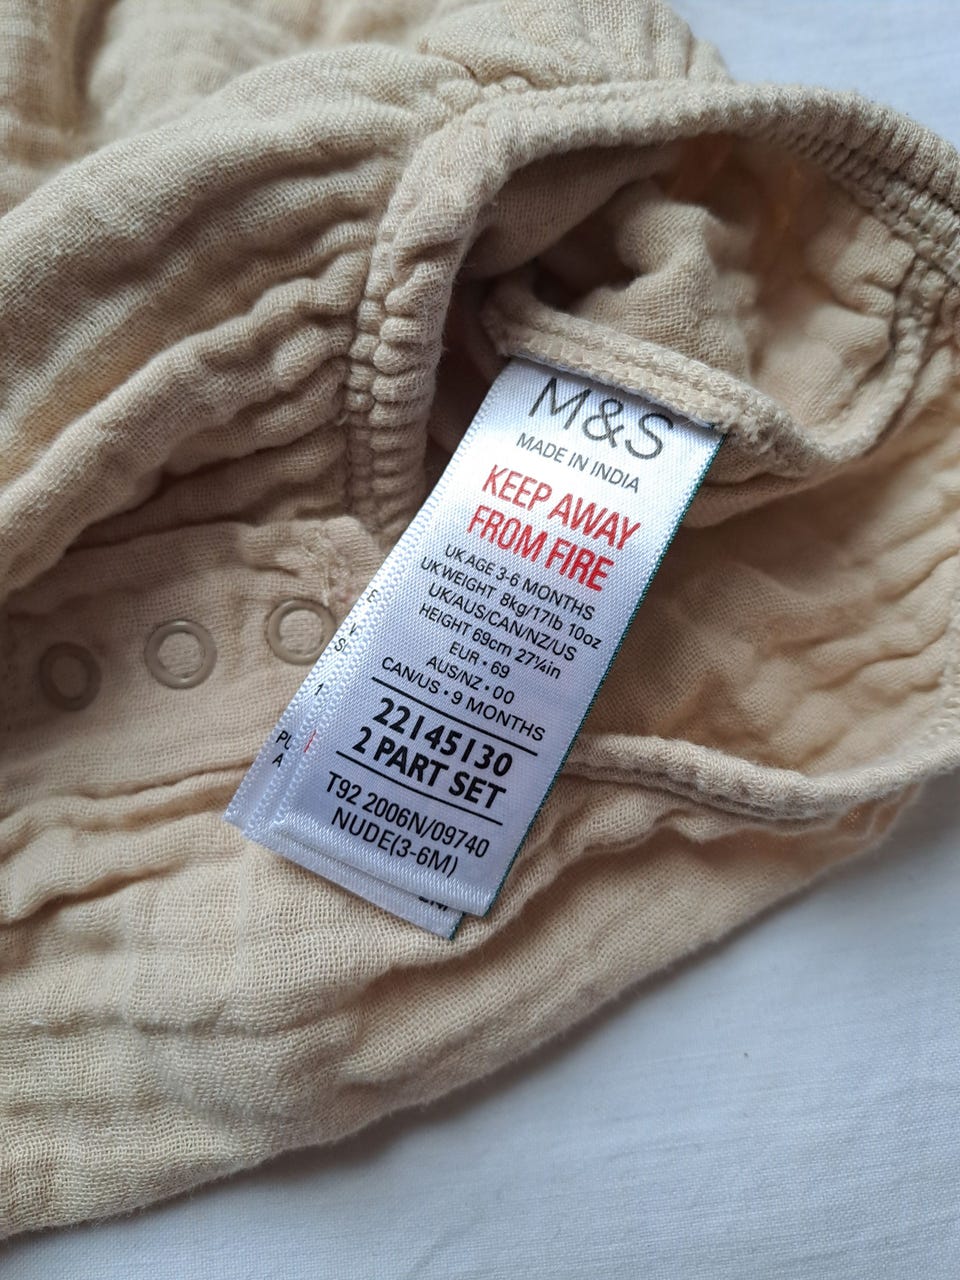 M&S
MADE IN INDIA
KEEP AWAY
FROM FIRE
UK AGE 3-6 MONTHS
UK WEIGHT 8kg/17lb 10oz
UK/AUS/CAN/NZ/US
HEIGHT 69cm 27¼in
EUR • 69
AUS/NZ • 00
CAN/US • 9 MONTHS
22145130
2 PART SET
T92 2006N/09740
NUDE(3-6M)